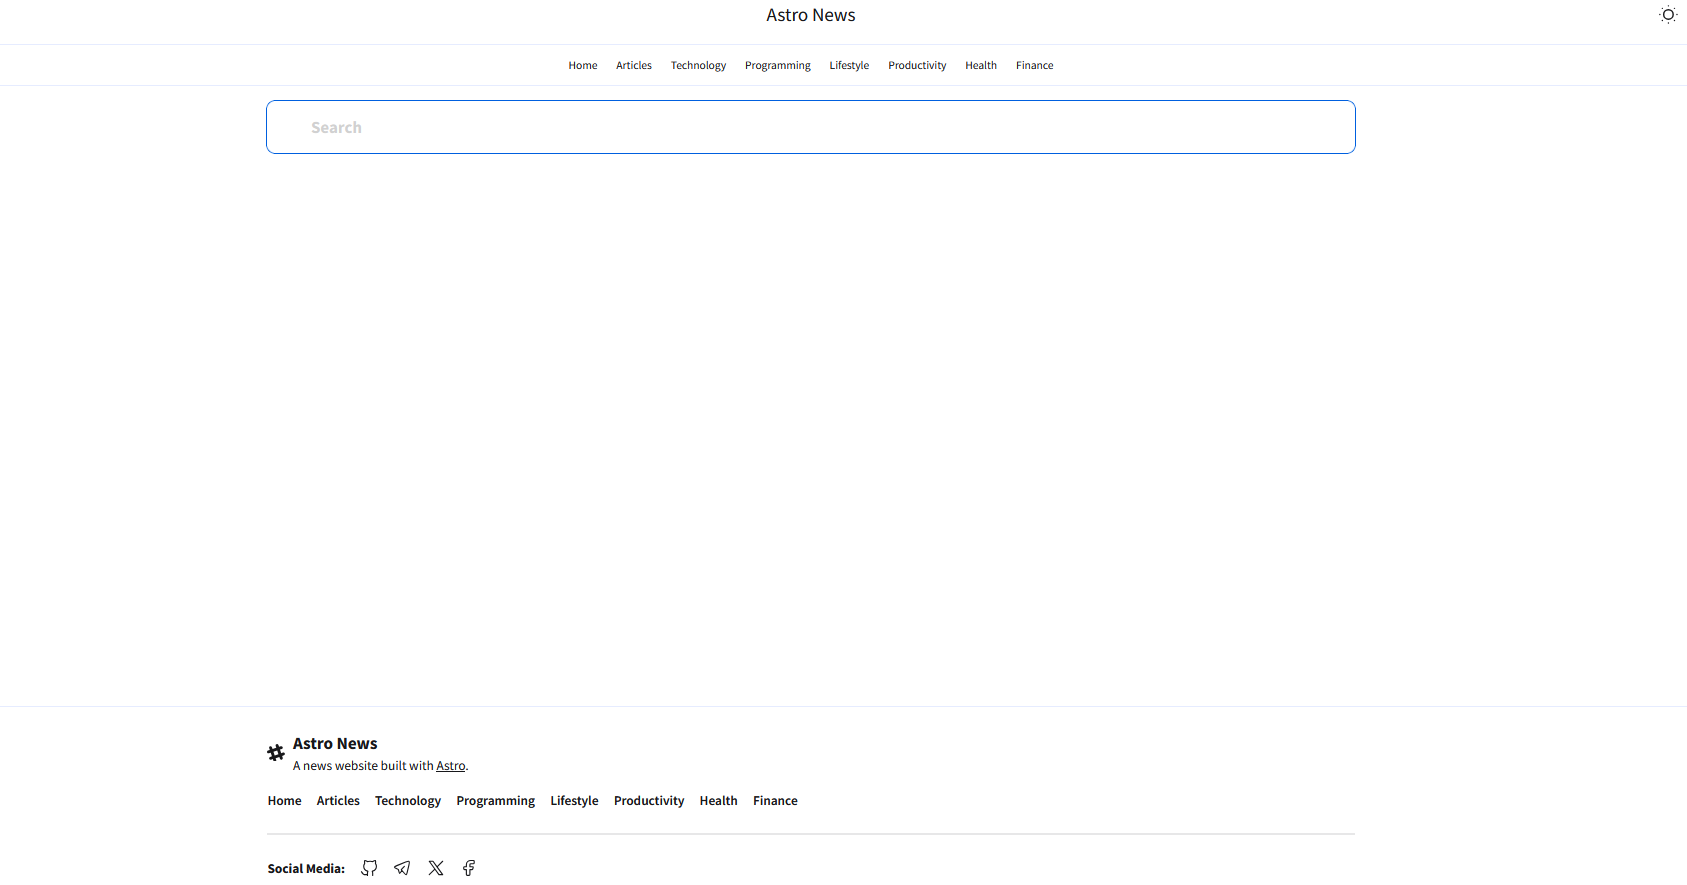 Astro News
Home Articles Technology Programming Lifestyle Productivity Health Finance
Search
Astro News
A news website built with Astro.
Home Articles Technology Programming Lifestyle Productivity Health Finance
Social Media: